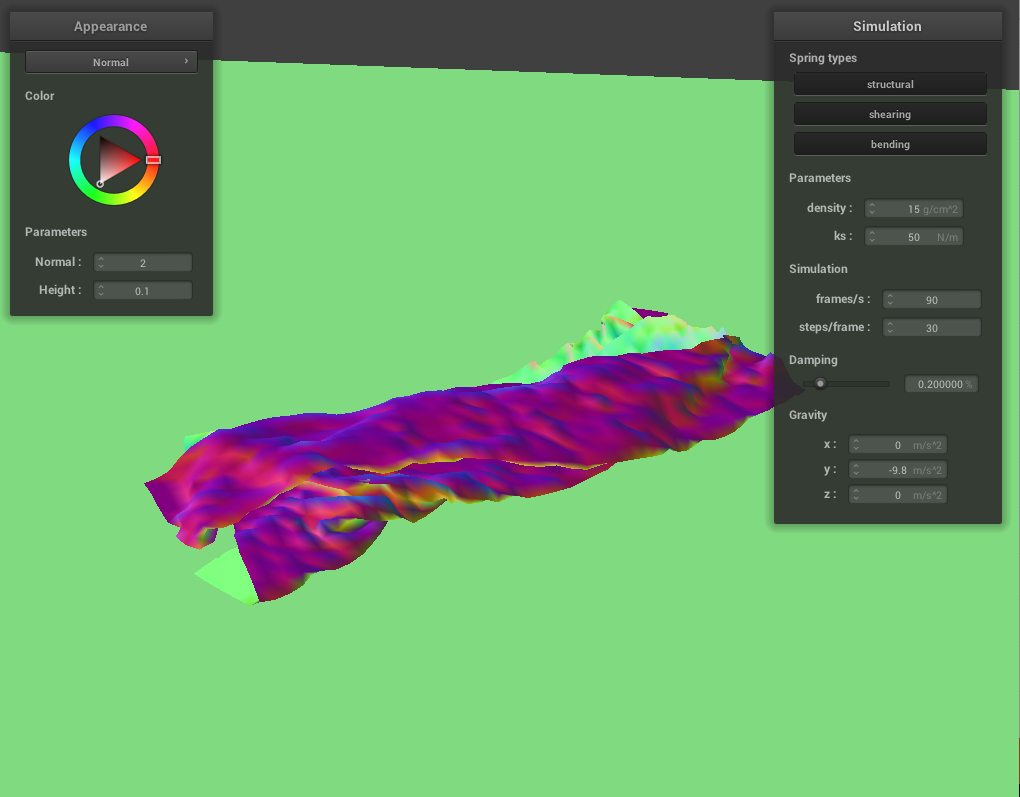 Appearance
Normal
Color
Parameters
Normal : 2
Height : 0.1
Simulation
Spring types
structural
shearing
bending
Parameters
density : 15 g/cm^2
ks : 50 N/m
Simulation
frames/s : 90
steps/frame : 30
Damping
0.200000 %
Gravity
x : 0 m/s^2
y : -9.8 m/s^2
z : 0 m/s^2